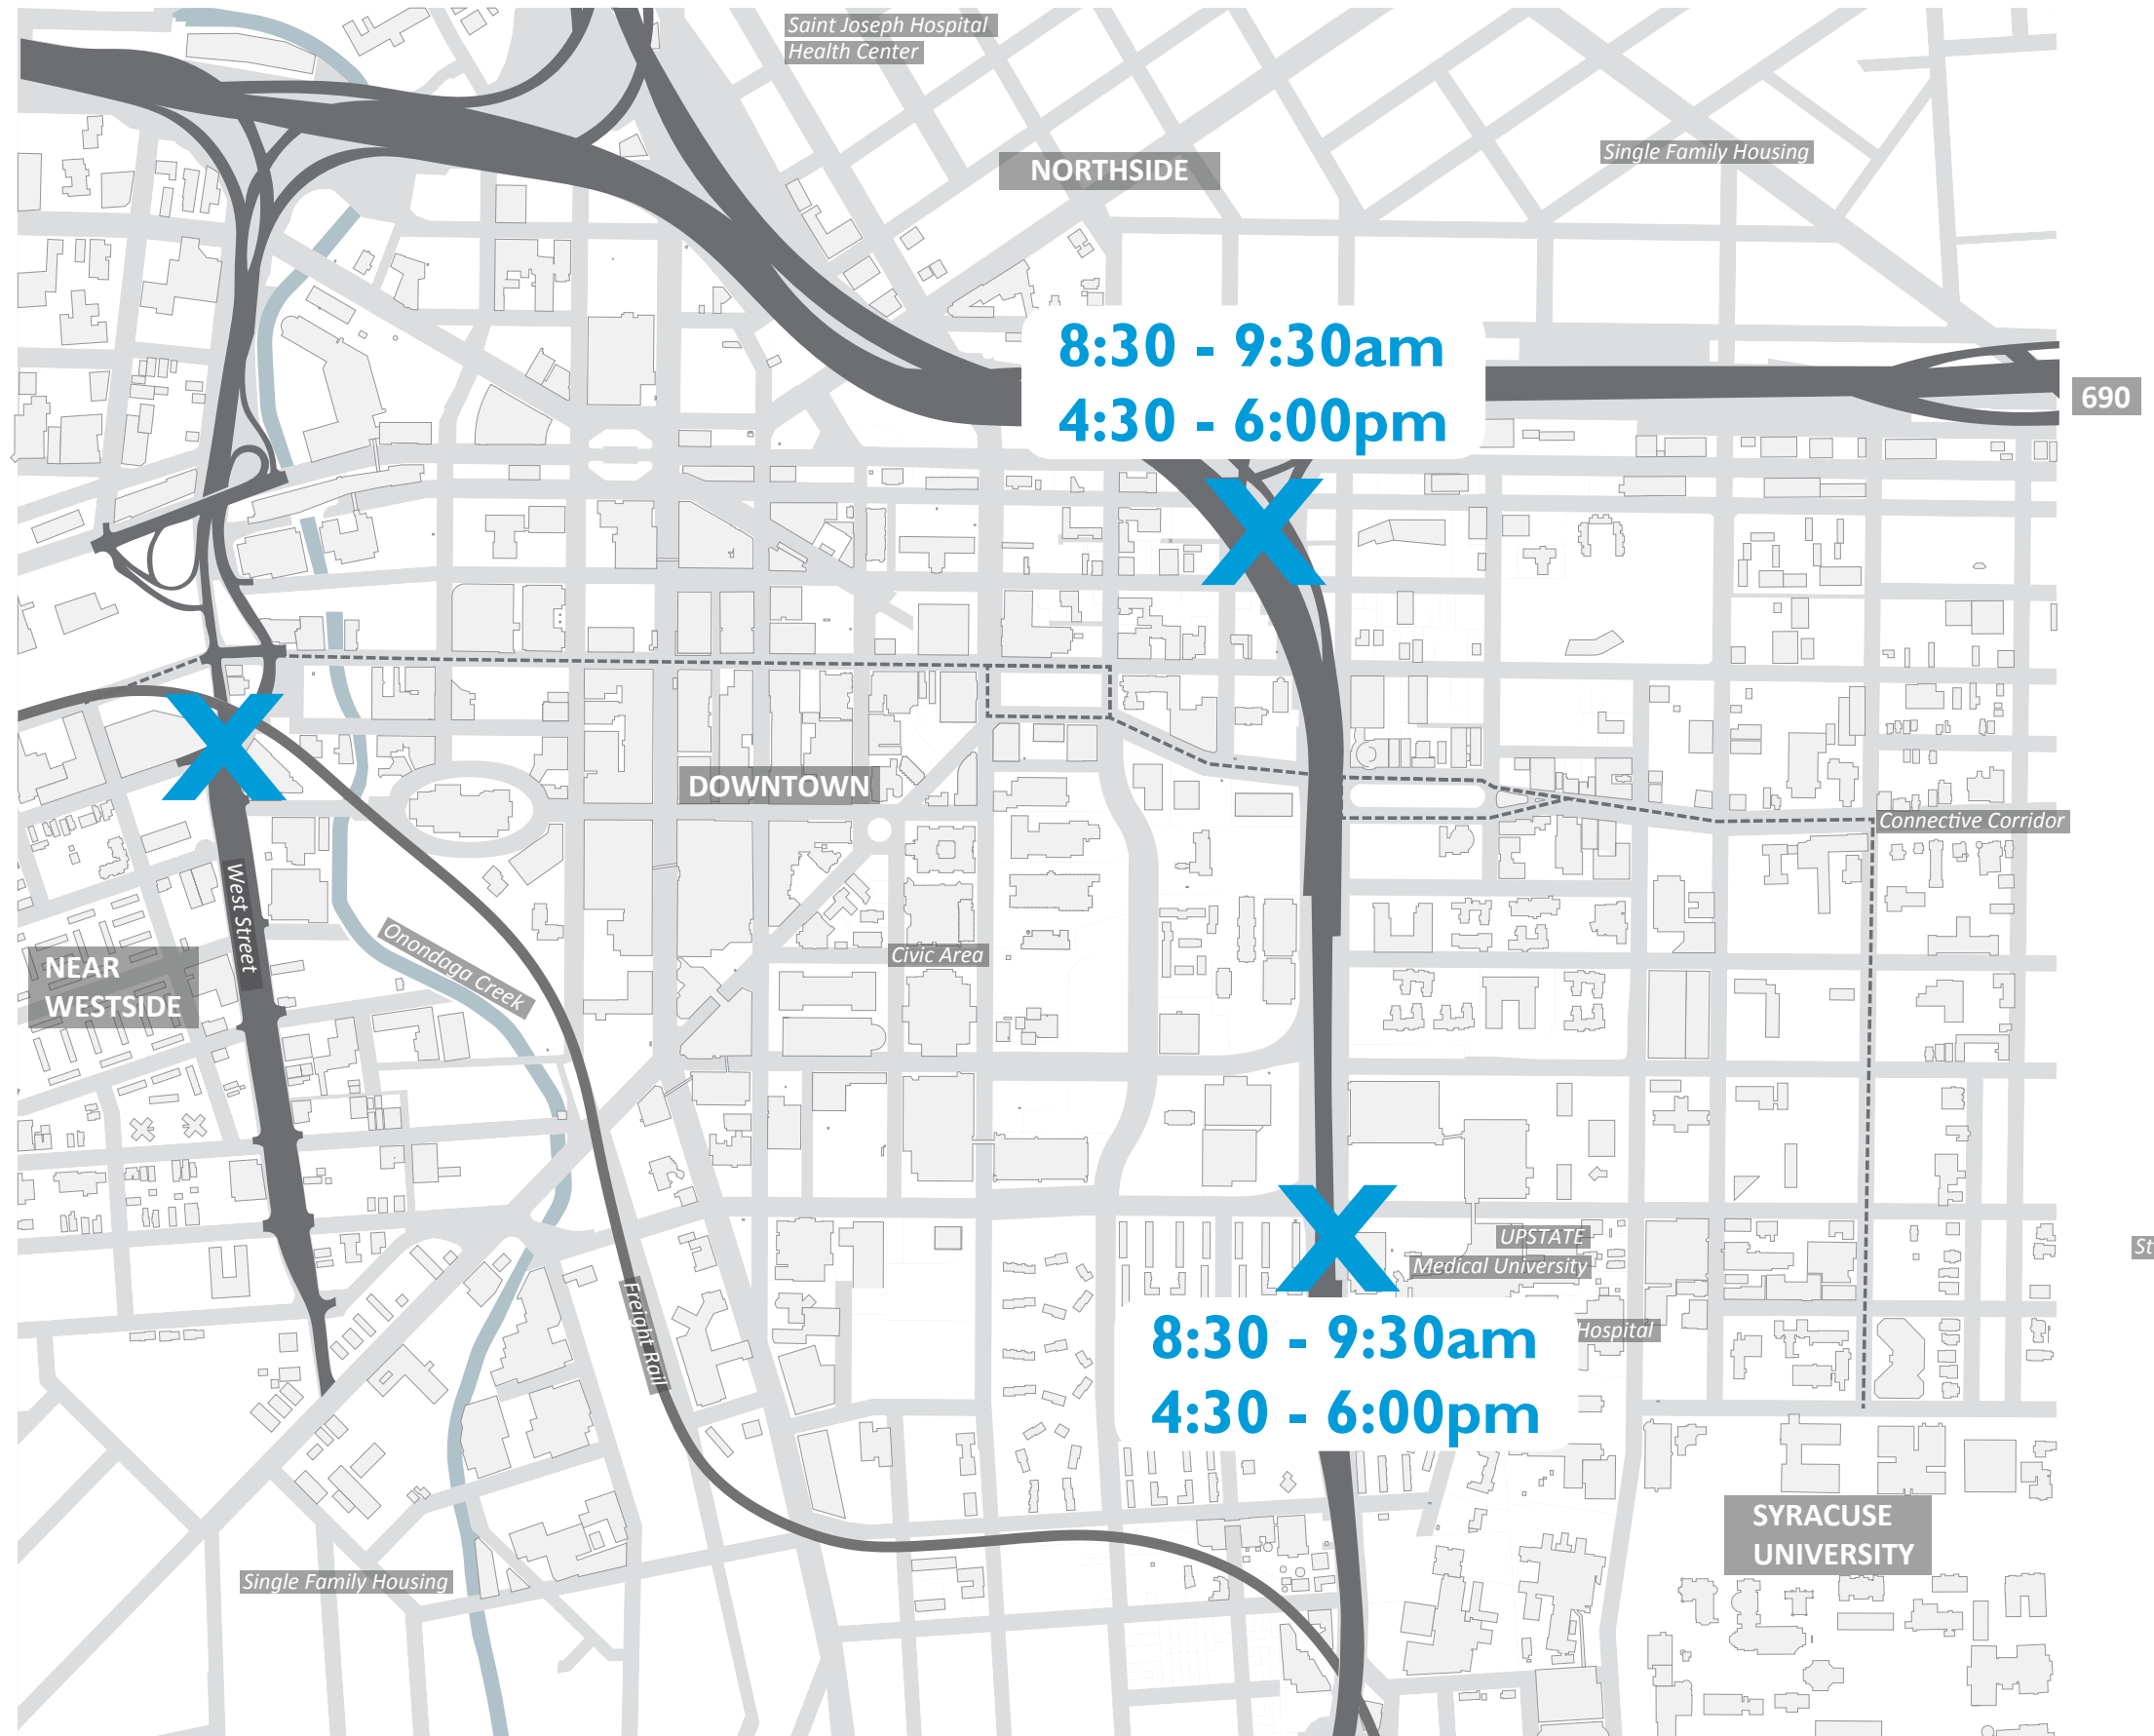 Saint Joseph Hospital
Health Center
NORTHSIDE
Single Family Housing
8:30 - 9:30am
4:30 - 6:00pm
690
DOWNTOWN
Connective Corridor
West Street
Onondaga Creek
Civic Area
NEAR
WESTSIDE
UPSTATE
Medical University
St
Freight Rail
8:30 - 9:30am
4:30 - 6:00pm
Hospital
SYRACUSE
UNIVERSITY
Single Family Housing